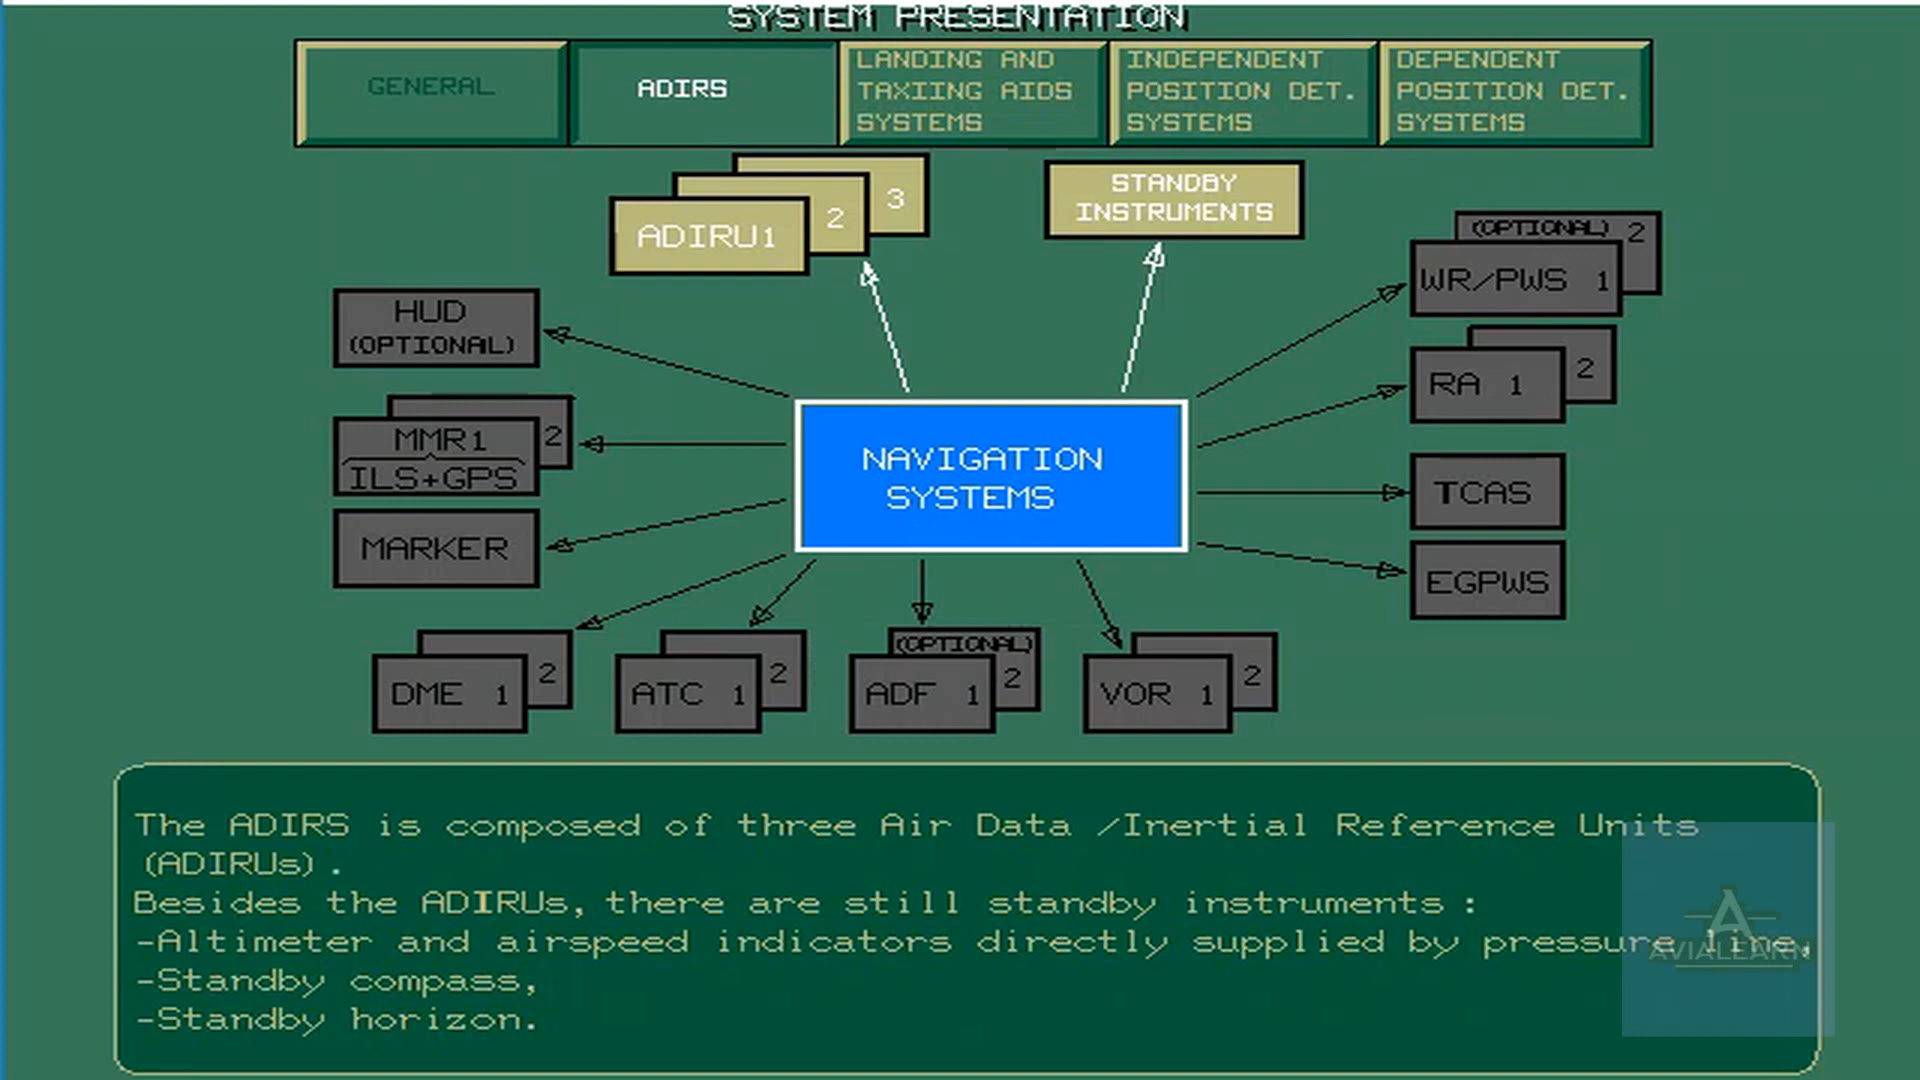 SYSTEM PRESENTATION
GENERAL
ADIRS
LANDING AND
TAXIING AIDS
SYSTEMS
INDEPENDENT
POSITION DET.
SYSTEMS
DEPENDENT
POSITION DET.
SYSTEMS
ADIRU1
2
3
STANDBY
INSTRUMENTS
(OPTIONAL) 2
WR/PWS 1
HUD
(OPTIONAL)
RA 1
2
MMR1
2
ILS+GPS
NAVIGATION
SYSTEMS
TCAS
MARKER
EGPWS
DME 1
2
ATC 1
2
(OPTIONAL)
ADF 1
2
VOR 1
2
The ADIRS is composed of three Air Data /Inertial Reference Units
(ADIRUs).
Besides the ADIRUs, there are still standby instruments :
-Altimeter and airspeed indicators directly supplied by pressure line,
-Standby compass,
-Standby horizon.
A
AVIALEARN